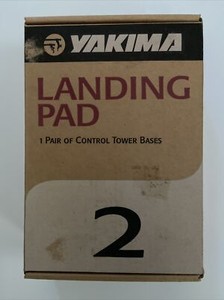 YAKIMA
LANDING
PAD
1 PAIR OF CONTROL TOWER BASES
2